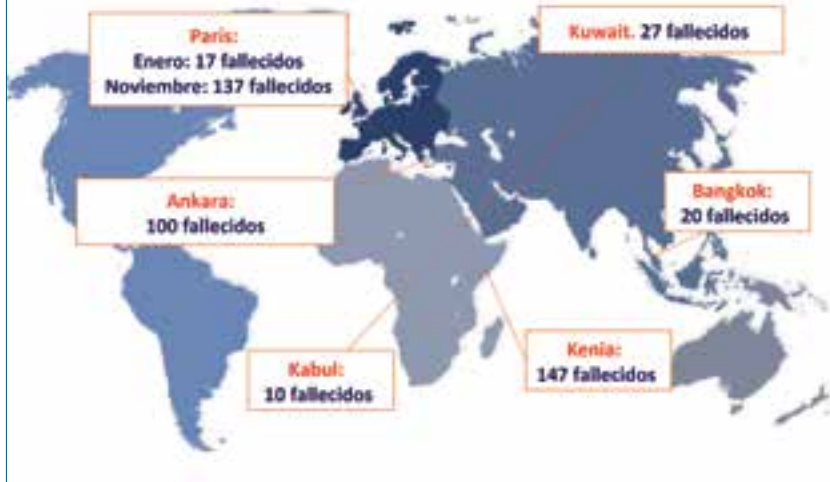 Paris:
Enero: 17 fallecidos
Noviembre: 137 fallecidos
Kuwait. 27 fallecidos
Ankara:
100 fallecidos
Bangkok:
20 fallecidos
Kabul:
10 fallecidos
Kenia:
147 fallecidos